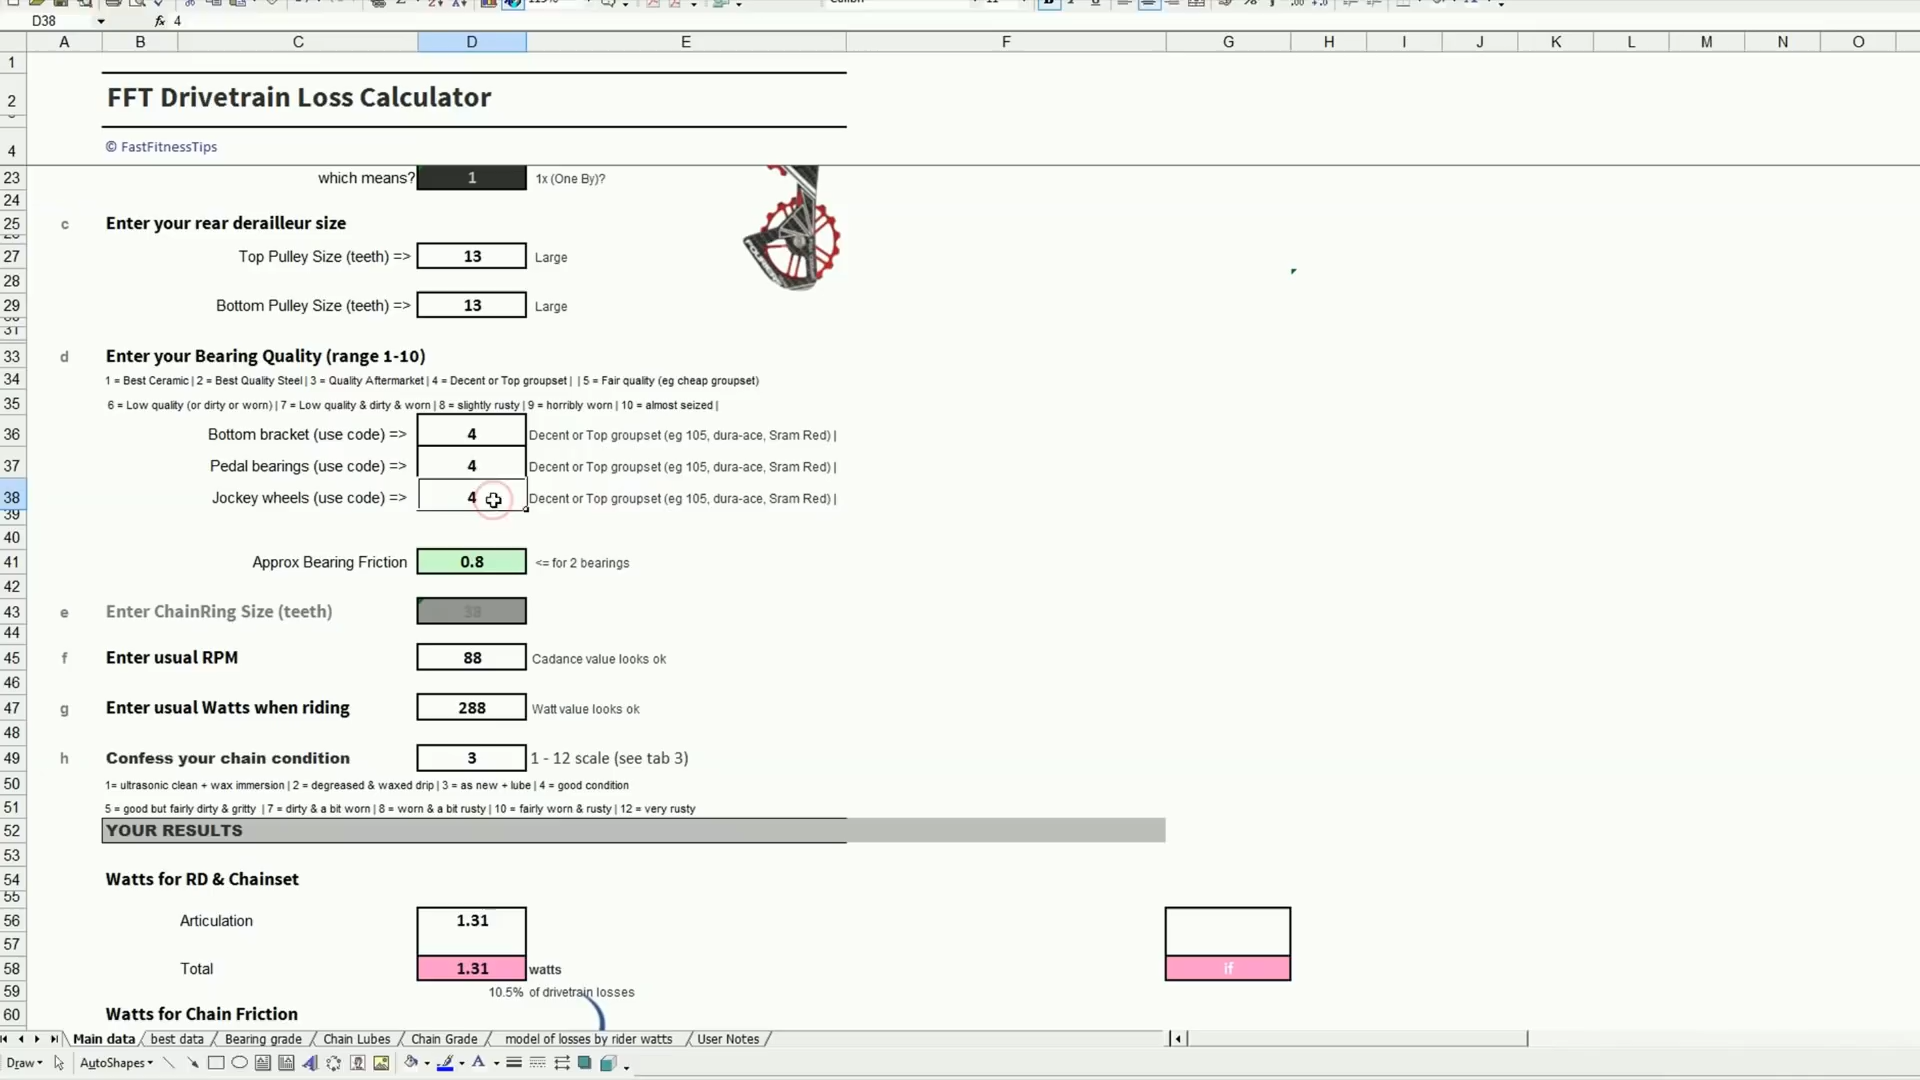 D38 fx 4
A B C D E F G H I J K L M N O
1
2 FFT Drivetrain Loss Calculator
4 © FastFitnessTips
23 which means? 1 1x (One By)?
24
25 c Enter your rear derailleur size
27 Top Pulley Size (teeth) => 13 Large
28
29 Bottom Pulley Size (teeth) => 13 Large
31
33 d Enter your Bearing Quality (range 1-10)
34 1 = Best Ceramic | 2 = Best Quality Steel | 3 = Quality Aftermarket | 4 = Decent or Top groupset | | 5 = Fair quality (eg cheap groupset)
35 6 = Low quality (or dirty or worn) | 7 = Low quality & dirty & worn | 8 = slightly rusty | 9 = horribly worn | 10 = almost seized |
36 Bottom bracket (use code) => 4 Decent or Top groupset (eg 105, dura-ace, Sram Red) |
37 Pedal bearings (use code) => 4 Decent or Top groupset (eg 105, dura-ace, Sram Red) |
38 Jockey wheels (use code) => 4 Decent or Top groupset (eg 105, dura-ace, Sram Red) |
39
40
41 Approx Bearing Friction 0.8 <= for 2 bearings
42
43 e Enter ChainRing Size (teeth) 38
44
45 f Enter usual RPM 88 Cadance value looks ok
46
47 g Enter usual Watts when riding 288 Watt value looks ok
48
49 h Confess your chain condition 3 1 - 12 scale (see tab 3)
50 1= ultrasonic clean + wax immersion | 2 = degreased & waxed drip | 3 = as new + lube | 4 = good condition
51 5 = good but fairly dirty & gritty | 7 = dirty & a bit worn | 8 = worn & a bit rusty | 10 = fairly worn & rusty | 12 = very rusty
52 YOUR RESULTS
53
54 Watts for RD & Chainset
55
56 Articulation 1.31
57
58 Total 1.31 watts if
59 10.5% of drivetrain losses
60 Watts for Chain Friction
Main data best data Bearing grade Chain Lubes Chain Grade model of losses by rider watts User Notes
Draw AutoShapes